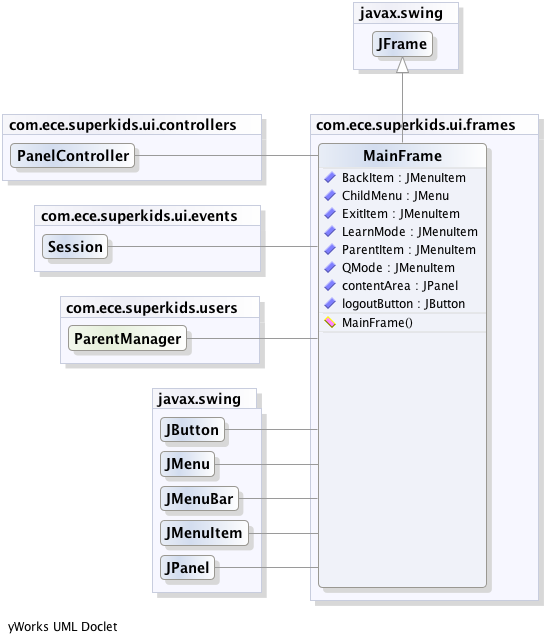 javax.swing
JFrame
com.ece.superkids.ui.controllers
PanelController
com.ece.superkids.ui.events
Session
com.ece.superkids.users
ParentManager
javax.swing
JButton
JMenu
JMenuBar
JMenuItem
JPanel
com.ece.superkids.ui.frames
MainFrame
BackItem : JMenuItem
ChildMenu : JMenu
ExitItem : JMenuItem
LearnMode : JMenuItem
ParentItem : JMenuItem
QMode : JMenuItem
contentArea : JPanel
logoutButton : JButton
MainFrame()
yWorks UML Doclet